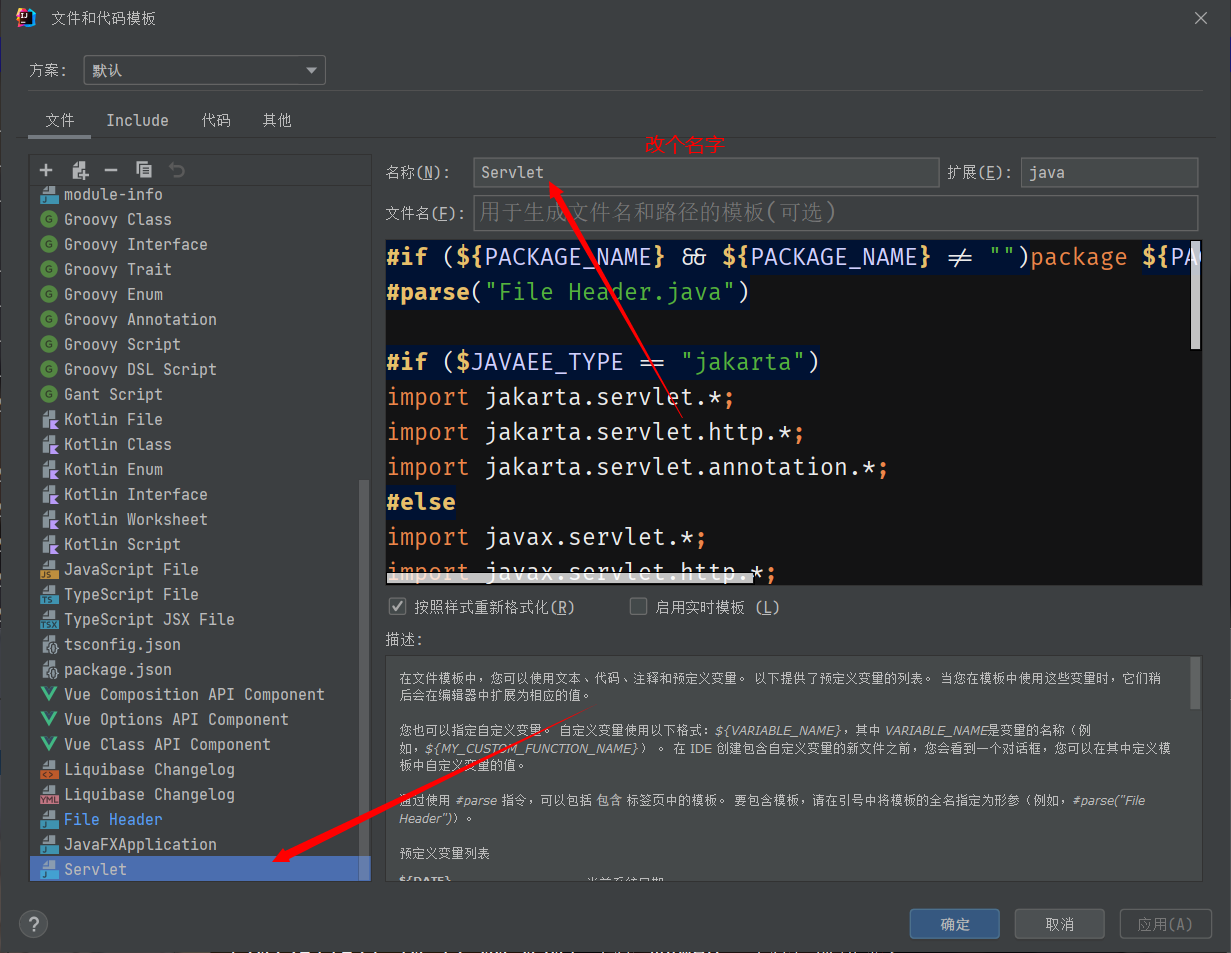 文件和代码模板
方案：
默认
文件 Include 代码 其他
改个名字
名称(N)： Servlet 扩展(E)： java
文件名(F)： 用于生成文件名和路径的模板(可选)
module-info
Groovy Class
Groovy Interface
Groovy Trait
Groovy Enum
Groovy Annotation
Groovy Script
Groovy DSL Script
Gant Script
Kotlin File
Kotlin Class
Kotlin Enum
Kotlin Interface
Kotlin Worksheet
Kotlin Script
JavaScript File
TypeScript File
TypeScript JSX File
tsconfig.json
package.json
Vue Composition API Component
Vue Options API Component
Vue Class API Component
Liquibase Changelog
Liquibase Changelog
File Header
JavaFXApplication
Servlet
#if (${PACKAGE_NAME} && ${PACKAGE_NAME} ≠ "")package ${PA
#parse("File Header.java")
#if ($JAVAEE_TYPE == "jakarta")
import jakarta.servlet.*;
import jakarta.servlet.http.*;
import jakarta.servlet.annotation.*;
#else
import javax.servlet.*;
import javax.servlet.http.*;
按照样式重新格式化(R) 启用实时模板 (L)
描述：
在文件模板中，您可以使用文本、代码、注释和预定义变量。 以下提供了预定义变量的列表。 当您在模板中使用这些变量时，它们稍
后会在编辑器中扩展为相应的值。
您也可以指定自定义变量。 自定义变量使用以下格式：${VARIABLE_NAME}，其中 VARIABLE_NAME是变量的名称（例
如，${MY_CUSTOM_FUNCTION_NAME}）。 在 IDE 创建包含自定义变量的新文件之前，您会看到一个对话框，您可以在其中定义模
板中自定义变量的值。
通过使用 #parse 指令，可以包括 包含 标签页中的模板。 要包含模板，请在引号中将模板的全名指定为形参（例如，#parse("File
Header")）。
预定义变量列表
${DATE} 当前系统日期
? 确定 取消 应用(A)